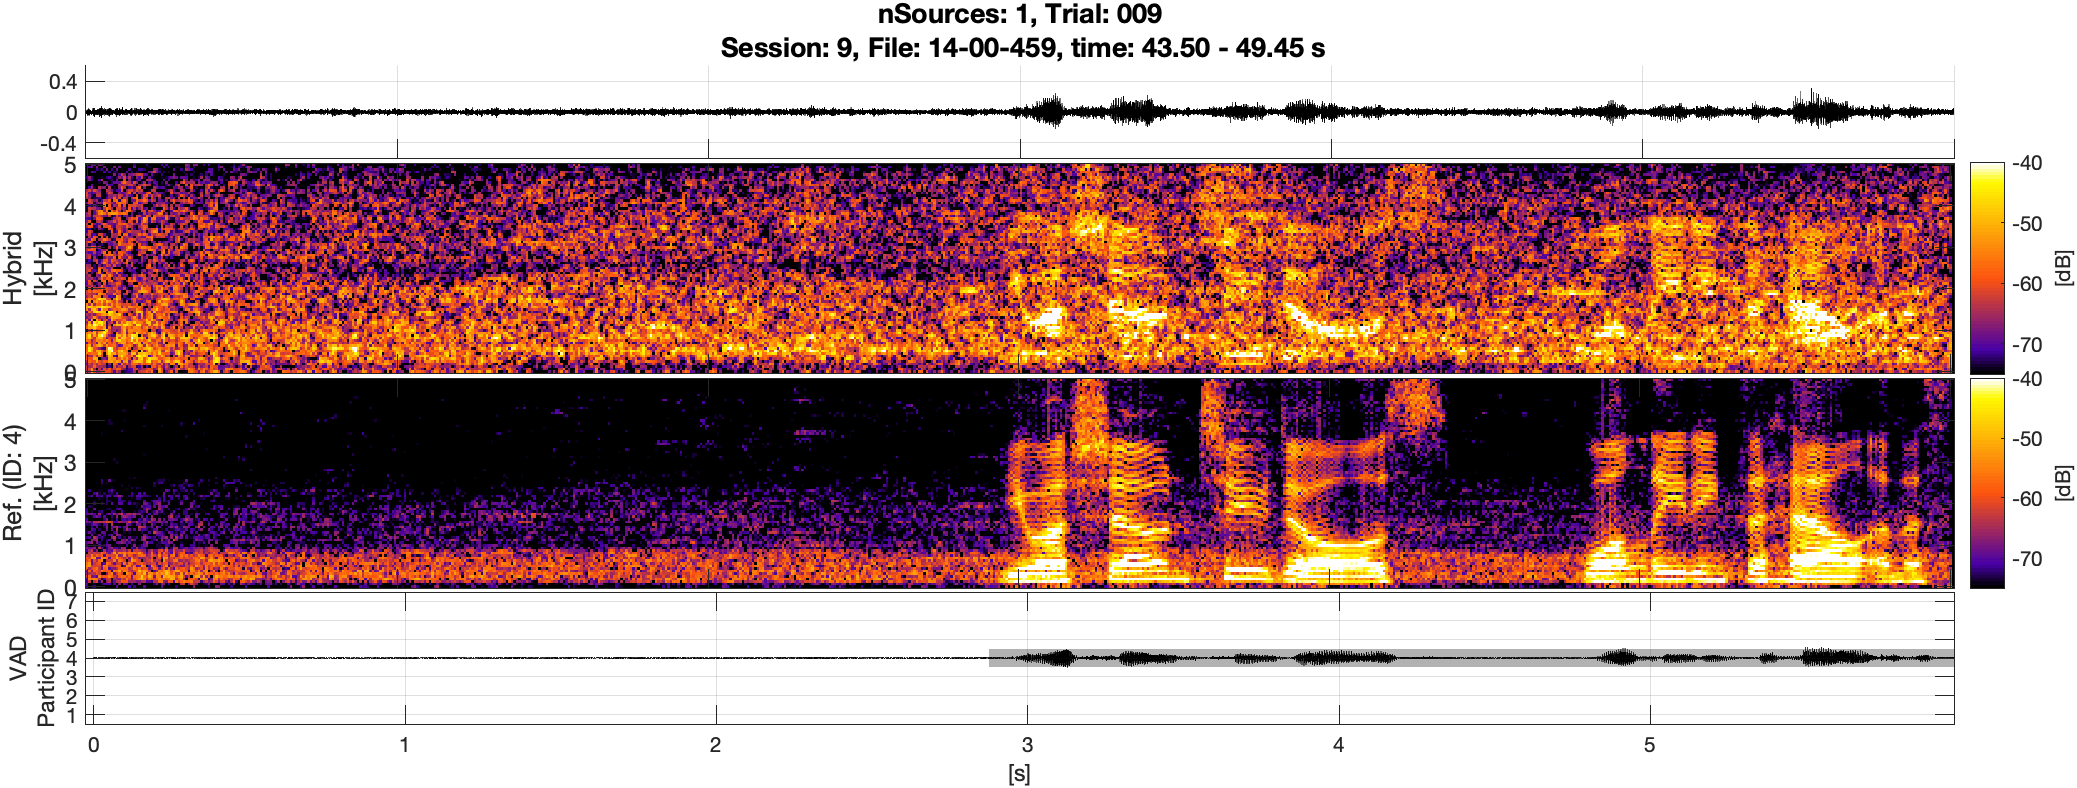 nSources: 1, Trial: 009
Session: 9, File: 14-00-459, time: 43.50 - 49.45 s
0.4
0
-0.4
Hybrid
[kHz]
5
4
3
2
1
0
-40
-50
-60
-70
[dB]
Ref. (ID: 4)
[kHz]
5
4
3
2
1
0
-40
-50
-60
-70
[dB]
VAD
Participant ID
7
6
5
4
3
2
1
0 1 2 3 4 5
[s]